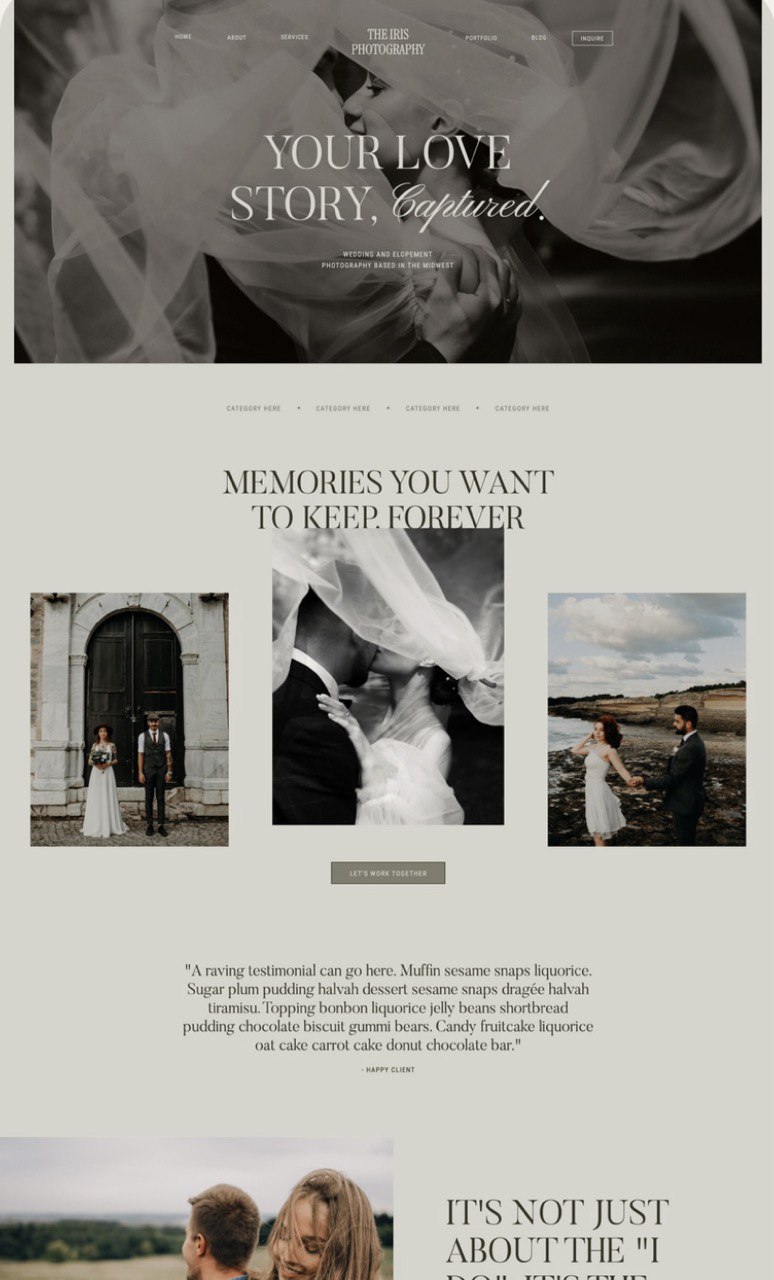 HOME
ABOUT
SERVICES
THE IRIS
PHOTOGRAPHY
PORTFOLIO
BLOG
INQUIRE
YOUR LOVE
STORY, Captured.
WEDDING AND ELOPEMENT
PHOTOGRAPHY BASED IN THE MIDWEST
CATEGORY HERE • CATEGORY HERE • CATEGORY HERE • CATEGORY HERE
MEMORIES YOU WANT
TO KEEP, FOREVER
LET'S WORK TOGETHER
"A raving testimonial can go here. Muffin sesame snaps liquorice.
Sugar plum pudding halvah dessert sesame snaps dragée halvah
tiramisu. Topping bonbon liquorice jelly beans shortbread
pudding chocolate biscuit gummi bears. Candy fruitcake liquorice
oat cake carrot cake donut chocolate bar."
- HAPPY CLIENT
IT'S NOT JUST
ABOUT THE "I
DO", IT'S THE